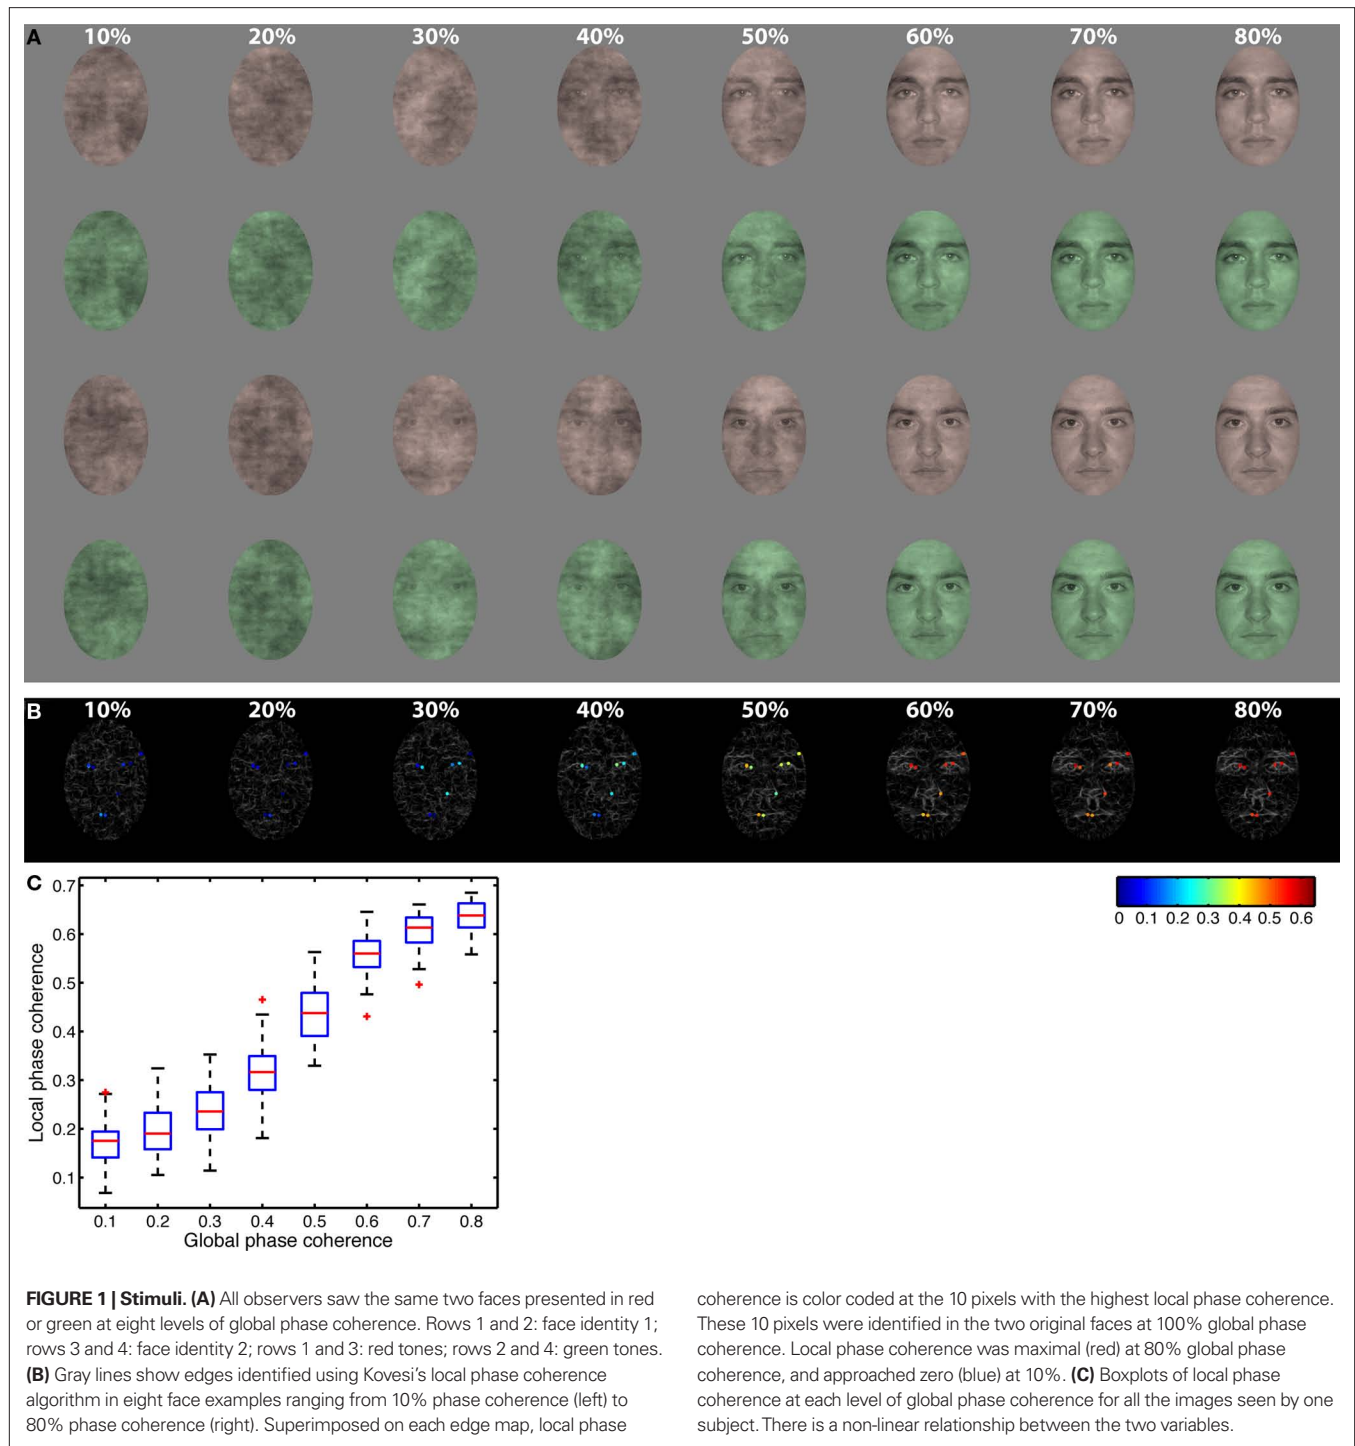 A
10% 20% 30% 40% 50% 60% 70% 80%
B
10% 20% 30% 40% 50% 60% 70% 80%
C
0.7
0.6
0.5
0.4
0.3
0.2
0.1
Local phase coherence
0.1 0.2 0.3 0.4 0.5 0.6 0.7 0.8
Global phase coherence
0 0.1 0.2 0.3 0.4 0.5 0.6
FIGURE 1 | Stimuli. (A) All observers saw the same two faces presented in red
or green at eight levels of global phase coherence. Rows 1 and 2: face identity 1;
rows 3 and 4: face identity 2; rows 1 and 3: red tones; rows 2 and 4: green tones.
(B) Gray lines show edges identified using Kovesi's local phase coherence
algorithm in eight face examples ranging from 10% phase coherence (left) to
80% phase coherence (right). Superimposed on each edge map, local phase
coherence is color coded at the 10 pixels with the highest local phase coherence.
These 10 pixels were identified in the two original faces at 100% global phase
coherence. Local phase coherence was maximal (red) at 80% global phase
coherence, and approached zero (blue) at 10%. (C) Boxplots of local phase
coherence at each level of global phase coherence for all the images seen by one
subject. There is a non-linear relationship between the two variables.